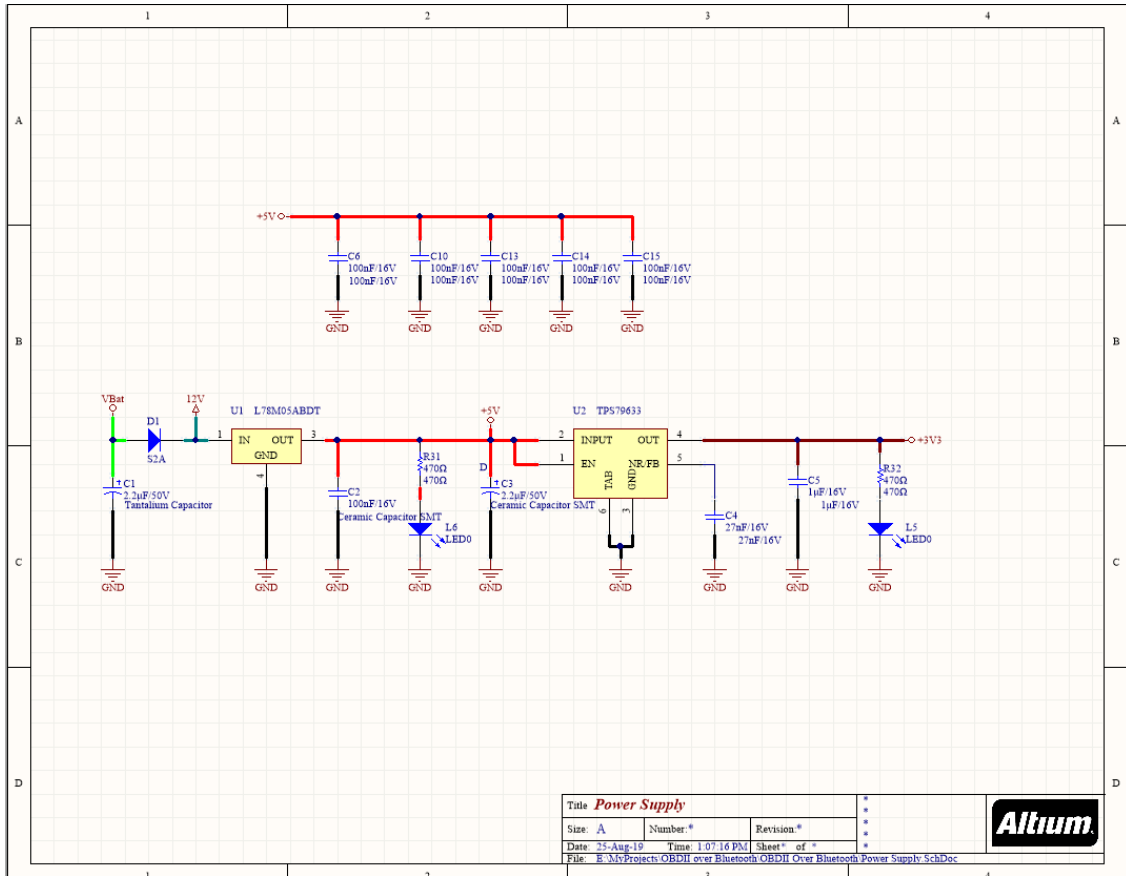 1 2 3 4
A A
+5V
C6 C10 C13 C14 C15
100nF/16V 100nF/16V 100nF/16V 100nF/16V 100nF/16V
100nF/16V 100nF/16V 100nF/16V 100nF/16V 100nF/16V
GND GND GND GND GND
B B
VBat 12V U1 L78M05ABDT +5V U2 TPS79633
D1
1 IN OUT 3 2 INPUT OUT 4 +3V3
S2A GND R31 D 1 EN NR/FB 5 R32
4 470Ω TAB GND C5 470Ω
470Ω 1µF/16V 470Ω
C1 C2 C3 1µF/16V
2.2µF/50V 100nF/16V 2.2µF/50V 6 3 C4
Tantalium Capacitor Ceramic Capacitor SMT Ceramic Capacitor SMT 27nF/16V
L6 27nF/16V L5
LED0 LED0
C C
GND GND GND GND GND GND GND GND GND
D D
Title Power Supply *
Size: A Number:* Revision:* *
Date: 25-Aug-19 Time: 1:07:16 PM Sheet* of * *
File: E:\MyProjects\OBDII over Bluetooth\OBDII Over Bluetooth\Power Supply.SchDoc *
Altium
1 2 3 4